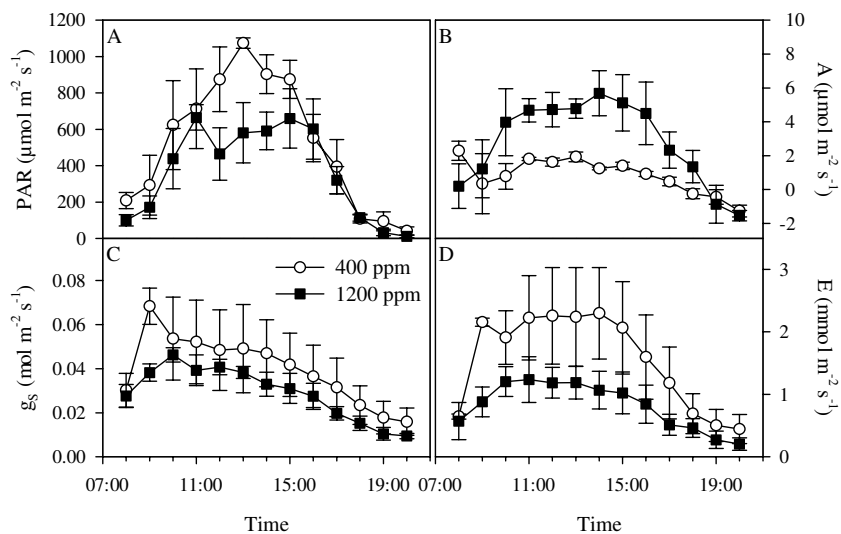 A
PAR (µmol m⁻² s⁻¹)
1200
1000
800
600
400
200
0
B
10
8
6
4
2
0
-2
A (µmol m⁻² s⁻¹)
C
gS (mol m⁻² s⁻¹)
0.08
0.06
0.04
0.02
0.00
400 ppm
1200 ppm
D
3
2
1
0
E (mmol m⁻² s⁻¹)
07:00 11:00 15:00 19:00
07:00 11:00 15:00 19:00
Time
Time